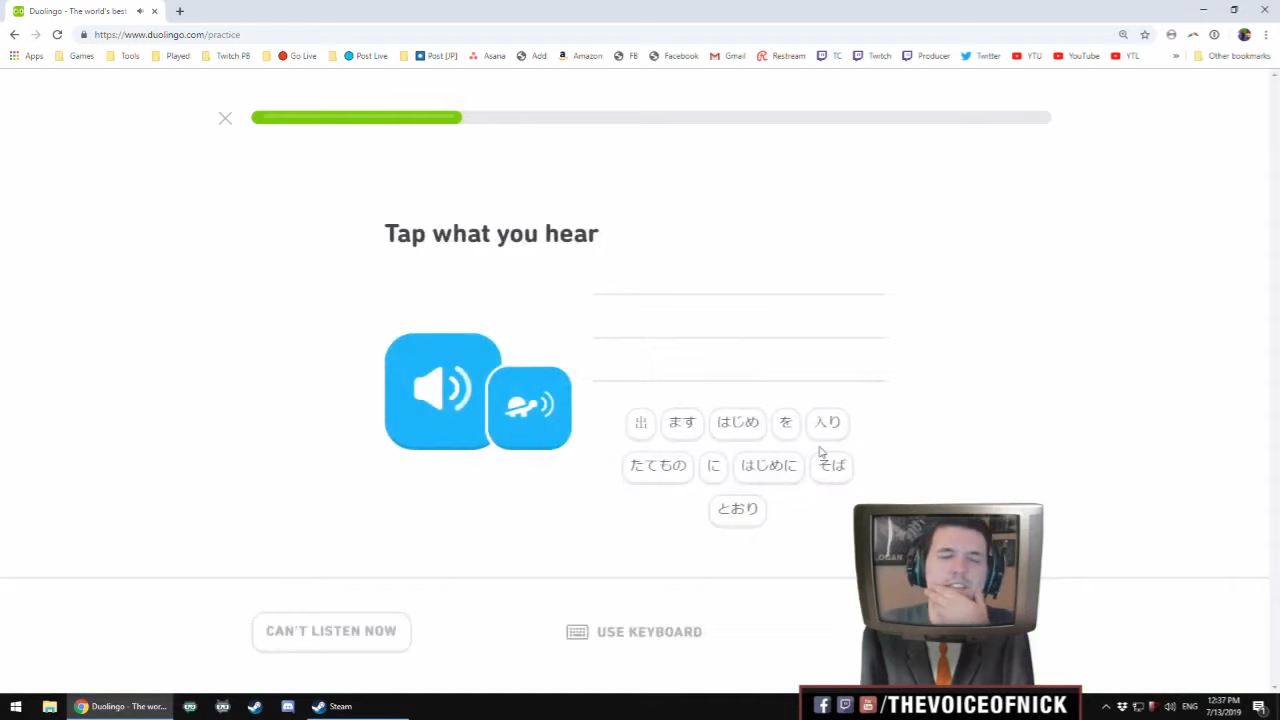 Duolingo - The world's best
https://www.duolingo.com/practice
Apps Games Tools Played Twitch PB Go Live Post Live Post [JP] Asana Add Amazon FB Facebook Gmail Restream TC Twitch Producer Twitter YTU YouTube YTL » Other bookmarks
Tap what you hear
出 ます はじめ を 入り
たてもの に はじめに そば
とおり
CAN'T LISTEN NOW
USE KEYBOARD
/THEVOICEOFNICK
Duolingo - The wor...
Steam
ENG
12:37 PM
7/13/2019